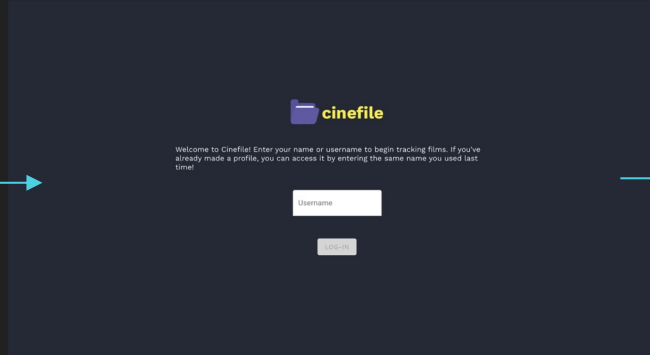 cinefile
Welcome to Cinefile! Enter your name or username to begin tracking films. If you've
already made a profile, you can access it by entering the same name you used last
time!
Username
LOG-IN